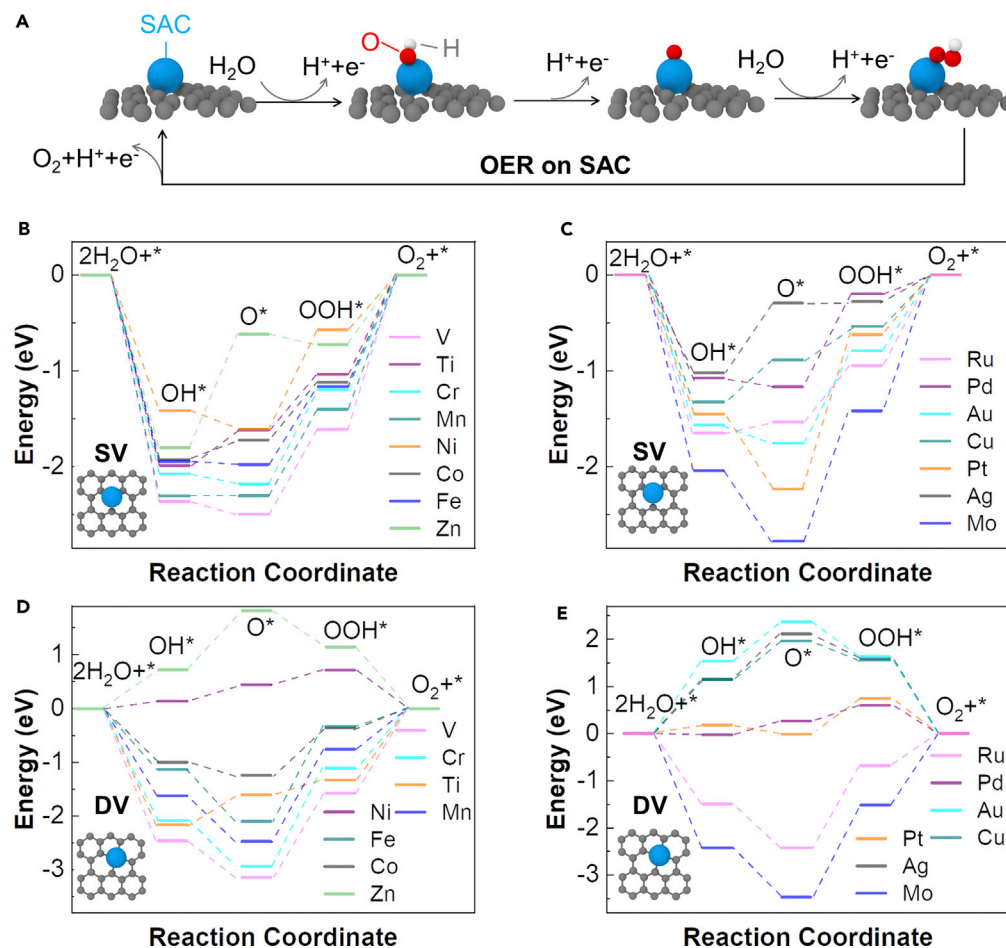 A
SAC
O
H
H₂O
H⁺+e⁻
H⁺+e⁻
H₂O
H⁺+e⁻
O₂+H⁺+e⁻
OER on SAC
B
2H₂O+*
O₂+*
O*
OOH*
OH*
SV
V
Ti
Cr
Mn
Ni
Co
Fe
Zn
0
-1
-2
Energy (eV)
Reaction Coordinate
C
2H₂O+*
O₂+*
O*
OOH*
OH*
SV
Ru
Pd
Au
Cu
Pt
Ag
Mo
0
-1
-2
Energy (eV)
Reaction Coordinate
D
OH*
O*
OOH*
2H₂O+*
O₂+*
DV
V
Cr
Ti
Mn
Ni
Fe
Co
Zn
1
0
-1
-2
-3
Energy (eV)
Reaction Coordinate
E
OH*
O*
OOH*
2H₂O+*
O₂+*
DV
Ru
Pd
Au
Cu
Pt
Ag
Mo
2
1
0
-1
-2
-3
Energy (eV)
Reaction Coordinate